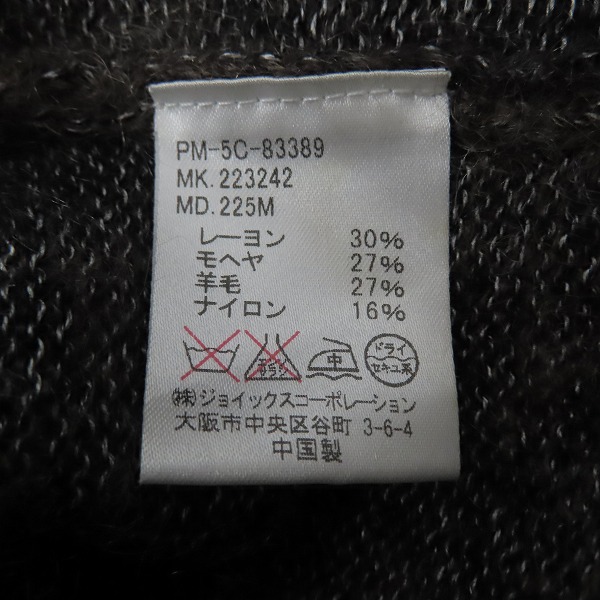 PM-5C-83389
MK. 223242
MD. 225M
レーヨン 30%
モヘヤ 27%
羊毛 27%
ナイロン 16%
中 ドライ セキユ系
㈱ジョイックスコーポレーション
大阪市中央区谷町 3-6-4
中国製